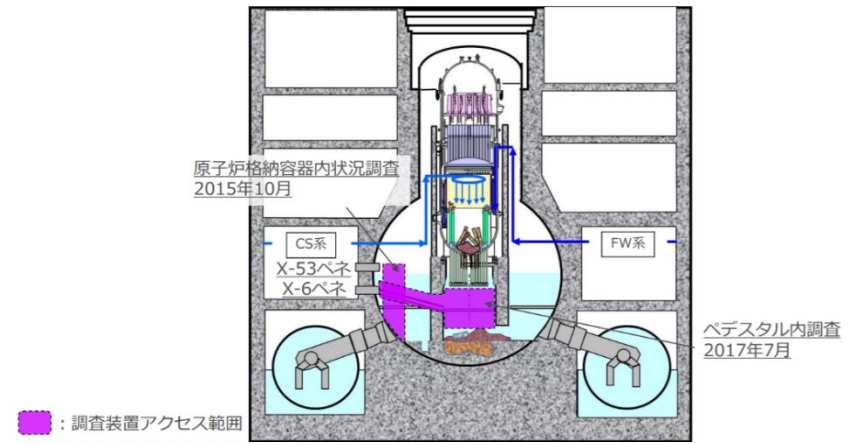 原子炉格納容器内状況調査
2015年10月
CS系
FW系
X-53ペネ
X-6ペネ
ペデスタル内調査
2017年7月
：調査装置アクセス範囲